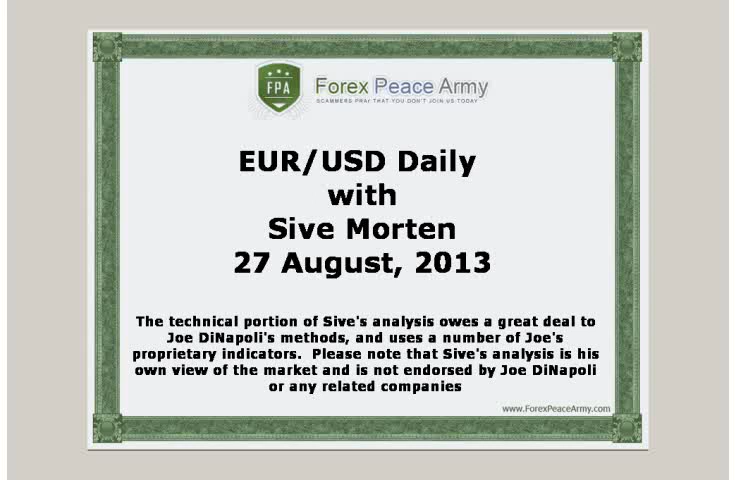 FPA
Forex Peace Army
SCAMMERS PRAY THAT YOU DON'T JOIN US TODAY
EUR/USD Daily
with
Sive Morten
27 August, 2013
The technical portion of Sive's analysis owes a great deal to
Joe DiNapoli's methods, and uses a number of Joe's
proprietary indicators.  Please note that Sive's analysis is his
own view of the market and is not endorsed by Joe DiNapoli
or any related companies
www.ForexPeaceArmy.com